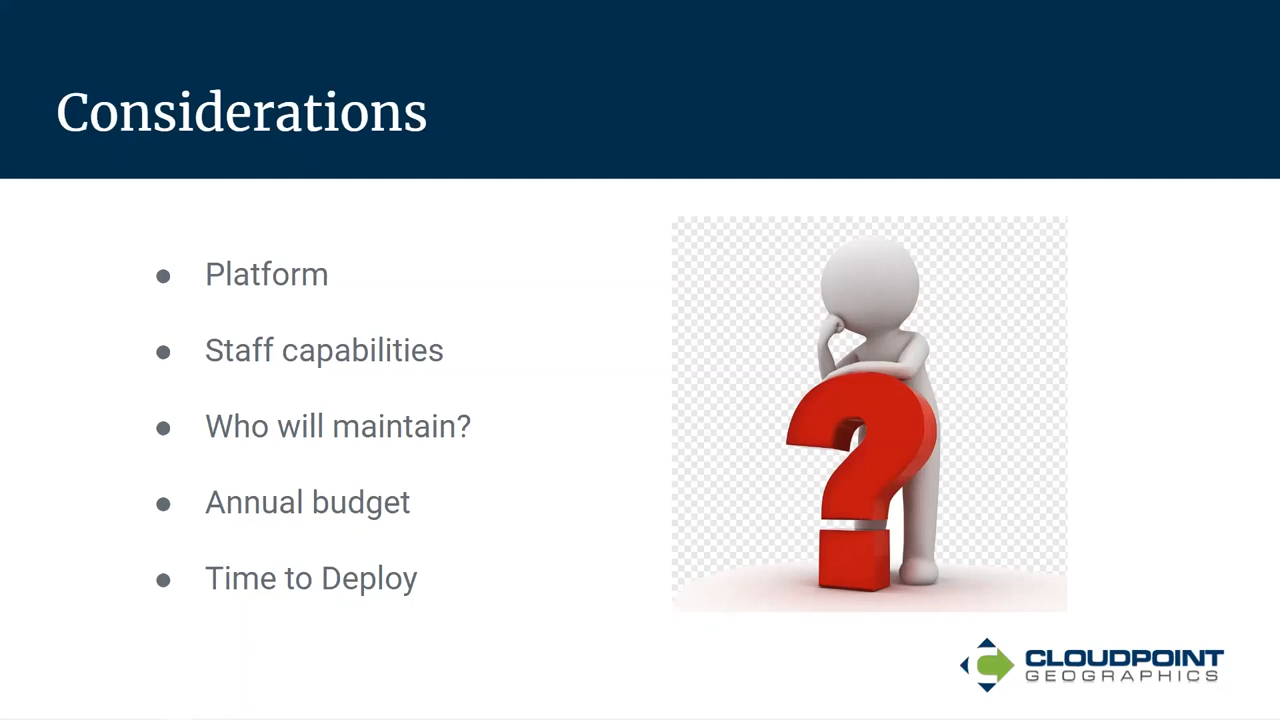 Considerations
Platform
Staff capabilities
Who will maintain?
Annual budget
Time to Deploy
CLOUDPOINT
GEOGRAPHICS